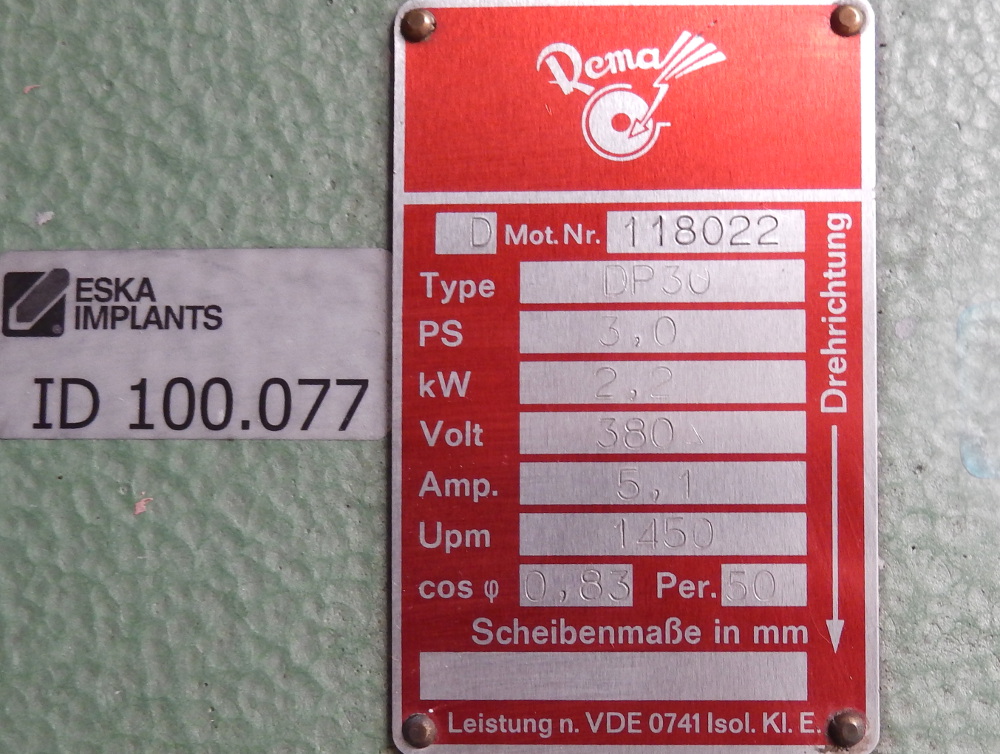 Rema
D Mot.Nr. 118022
Type DP30
PS 3,0
kW 2,2
Volt 380
Amp. 5,1
Upm 1450
cos φ 0,83 Per. 50
Scheibenmaße in mm
Leistung n. VDE 0741 Isol. Kl. E.
Drehrichtung
ESKA
IMPLANTS
ID 100.077